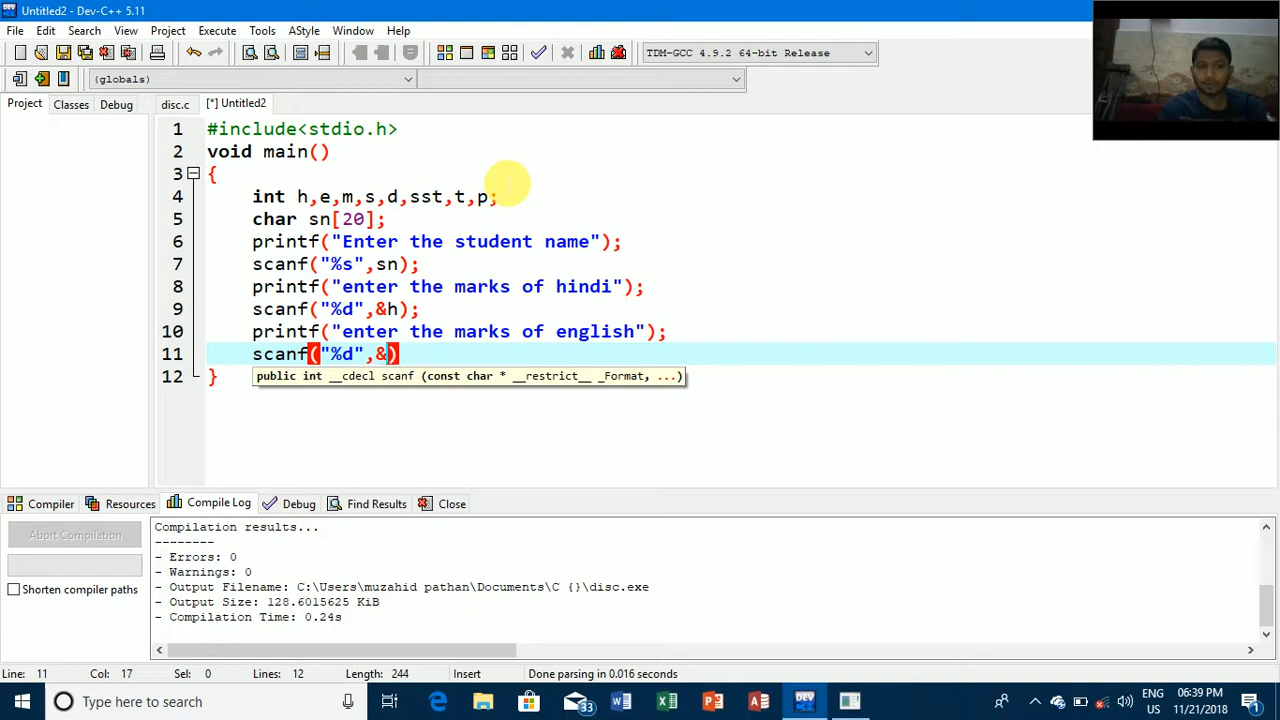 Untitled2 - Dev-C++ 5.11
File Edit Search View Project Execute Tools AStyle Window Help
TDM-GCC 4.9.2 64-bit Release
(globals)
Project Classes Debug disc.c [*] Untitled2
1 #include<stdio.h>
2 void main()
3 {
4 int h,e,m,s,d,sst,t,p;
5 char sn[20];
6 printf("Enter the student name");
7 scanf("%s",sn);
8 printf("enter the marks of hindi");
9 scanf("%d",&h);
10 printf("enter the marks of english");
11 scanf("%d",&)
12 }
public int __cdecl scanf (const char * __restrict__ _Format, ...)
Compiler Resources Compile Log Debug Find Results Close
Abort Compilation
Shorten compiler paths
Compilation results...
--------
- Errors: 0
- Warnings: 0
- Output Filename: C:\Users\muzahid pathan\Documents\C {}\disc.exe
- Output Size: 128.6015625 KiB
- Compilation Time: 0.24s
Line: 11 Col: 17 Sel: 0 Lines: 12 Length: 244 Insert Done parsing in 0.016 seconds
Type here to search
33
ENG
US
06:39 PM
11/21/2018
1